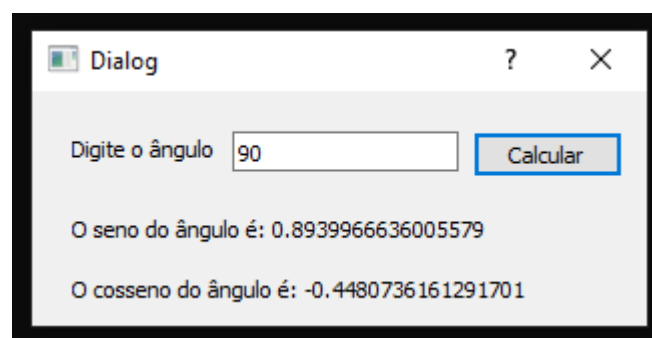 Dialog ?
Digite o ângulo 90 Calcular
O seno do ângulo é: 0.8939966636005579
O cosseno do ângulo é: -0.4480736161291701